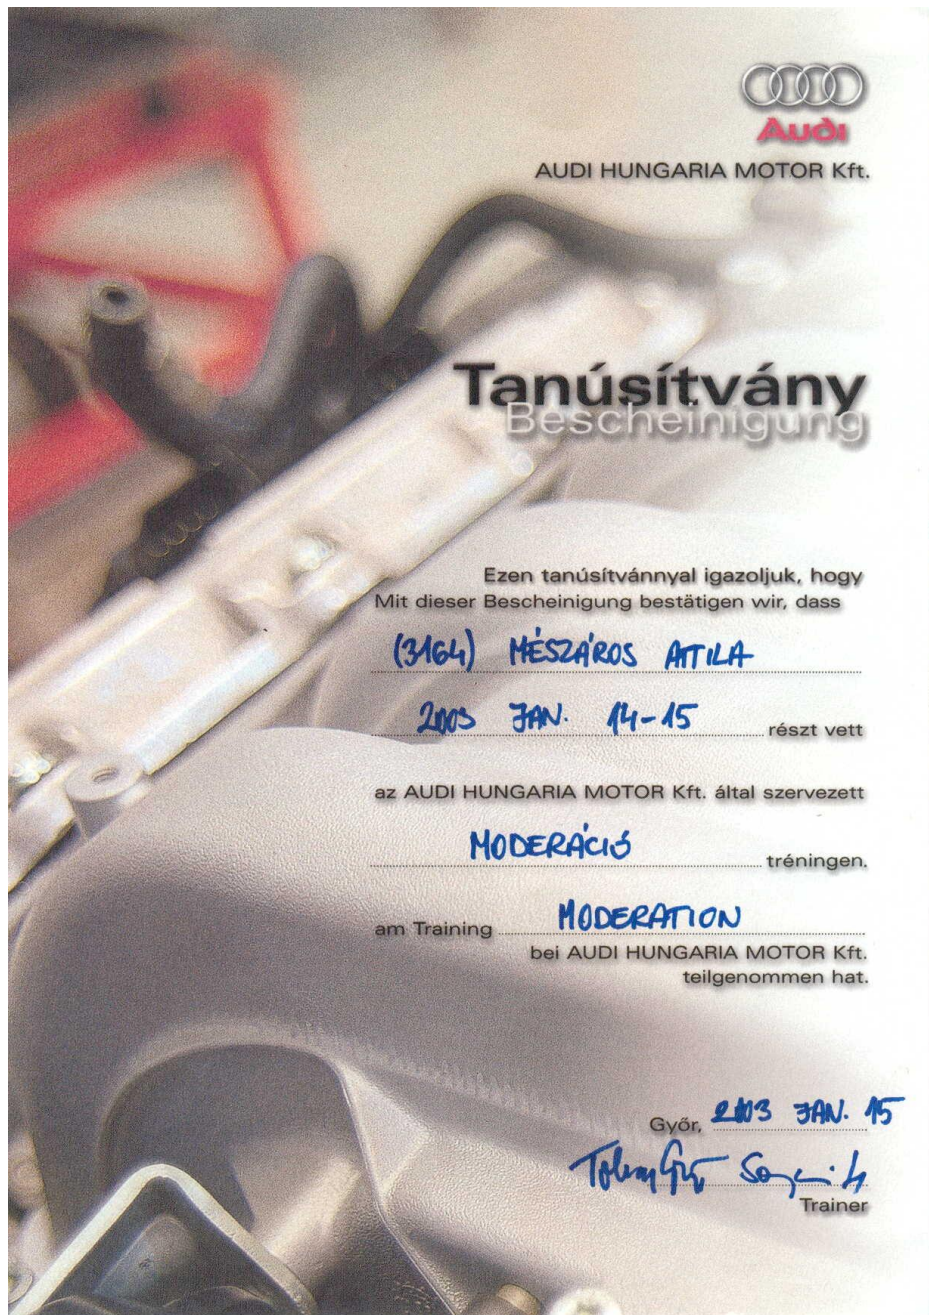 Audi
AUDI HUNGARIA MOTOR Kft.
Tanúsítvány
Bescheinigung
Ezen tanúsítvánnyal igazoljuk, hogy
Mit dieser Bescheinigung bestätigen wir, dass
(3164) MÉSZÁROS ATTILA
2003 JAN. 14-15 részt vett
az AUDI HUNGARIA MOTOR Kft. által szervezett
MODERÁCIÓ tréningen.
am Training MODERATION
bei AUDI HUNGARIA MOTOR Kft.
teilgenommen hat.
Győr, 2003 JAN. 15
Trainer